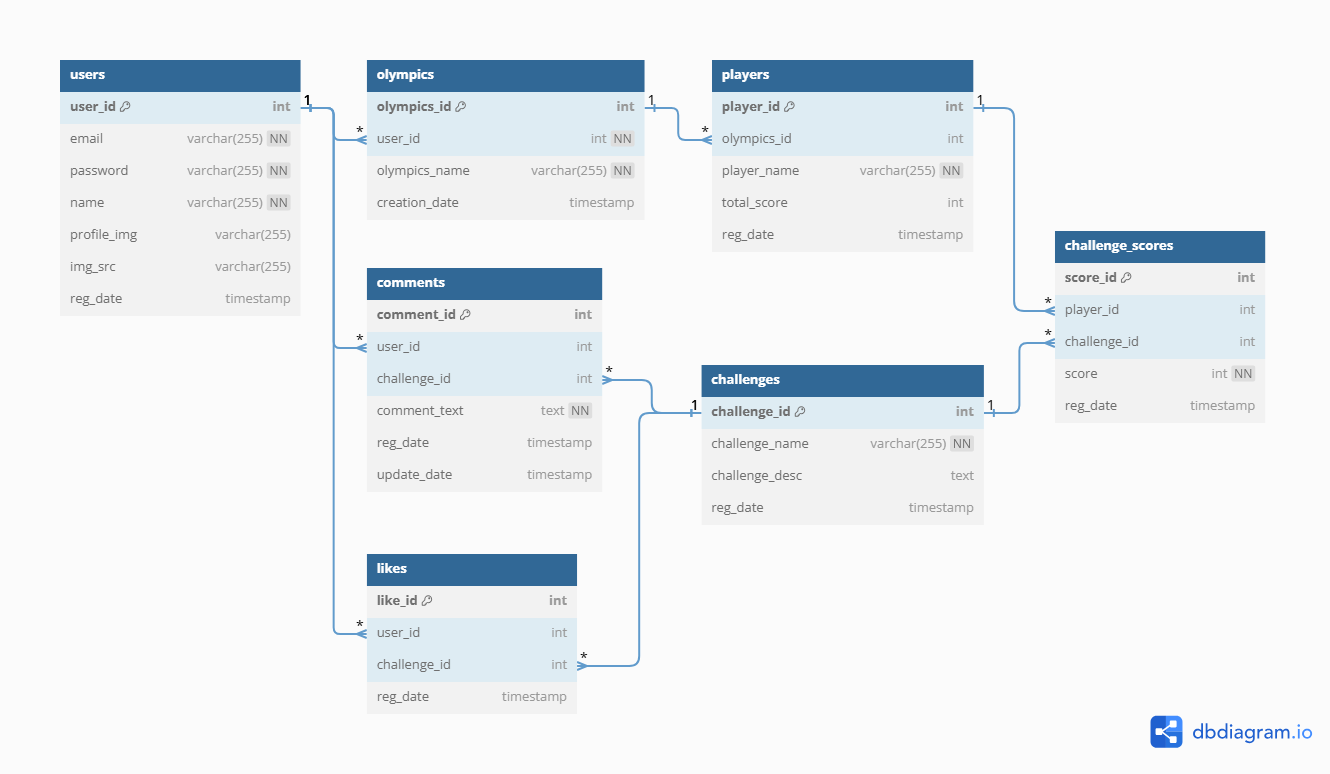 users
user_id int
email varchar(255) NN
password varchar(255) NN
name varchar(255) NN
profile_img varchar(255)
img_src varchar(255)
reg_date timestamp
1
*
*
*
olympics
olympics_id int
user_id int NN
olympics_name varchar(255) NN
creation_date timestamp
1
*
players
player_id int
olympics_id int
player_name varchar(255) NN
total_score int
reg_date timestamp
1
*
comments
comment_id int
user_id int
challenge_id int
comment_text text NN
reg_date timestamp
update_date timestamp
*
1
challenges
challenge_id int
challenge_name varchar(255) NN
challenge_desc text
reg_date timestamp
1
*
challenge_scores
score_id int
player_id int
challenge_id int
score int NN
reg_date timestamp
likes
like_id int
user_id int
challenge_id int
reg_date timestamp
*
dbdiagram.io